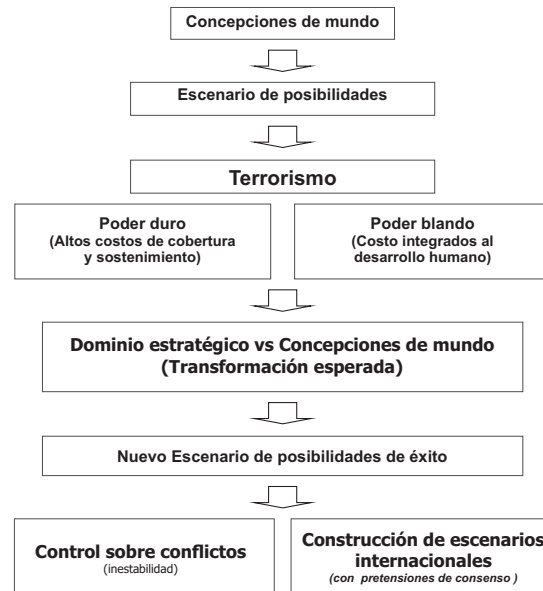 Concepciones de mundo
Escenario de posibilidades
Terrorismo
Poder duro
(Altos costos de cobertura
y sostenimiento)
Poder blando
(Costo integrados al
desarrollo humano)
Dominio estratégico vs Concepciones de mundo
(Transformación esperada)
Nuevo Escenario de posibilidades de éxito
Control sobre conflictos
(inestabilidad)
Construcción de escenarios
internacionales
(con pretensiones de consenso )